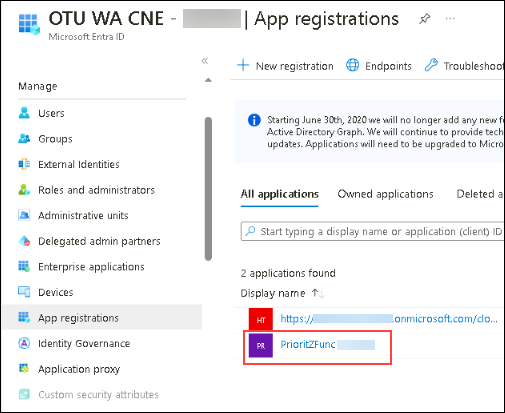 OTU WA CNE - | App registrations
Microsoft Entra ID
«
Manage
Users
Groups
External Identities
Roles and administrators
Administrative units
Delegated admin partners
Enterprise applications
Devices
App registrations
Identity Governance
Application proxy
Custom security attributes
+ New registration Endpoints Troubleshoot
Starting June 30th, 2020 we will no longer add any new fe
Active Directory Graph. We will continue to provide tech
updates. Applications will need to be upgraded to Micro
All applications Owned applications Deleted a
Start typing a display name or application (client) ID
2 applications found
Display name ↑↓
HT https:// .onmicrosoft.com/clo...
PR PrioritZFunc